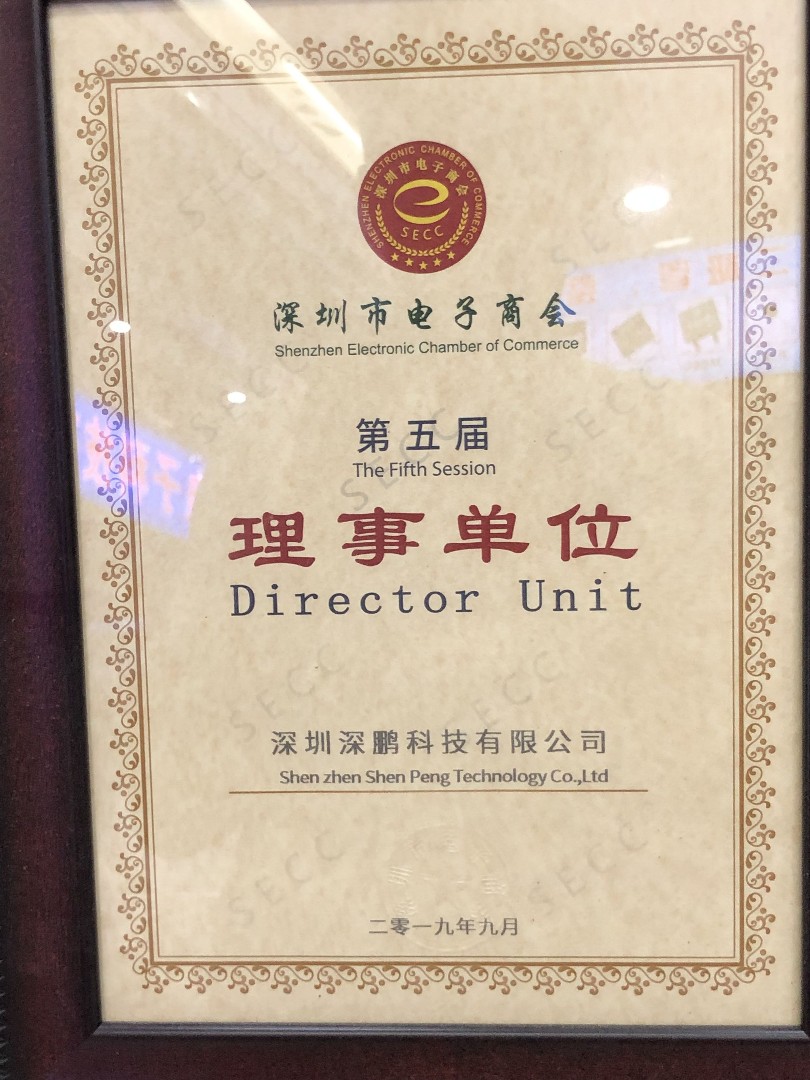 SHENZHEN ELECTRONIC CHAMBER OF COMMERCE
深圳市电子商会
SECC
深圳市电子商会
Shenzhen Electronic Chamber of Commerce
第五届
The Fifth Session
理事单位
Director Unit
深圳深鹏科技有限公司
Shen zhen Shen Peng Technology Co.,Ltd
二零一九年九月